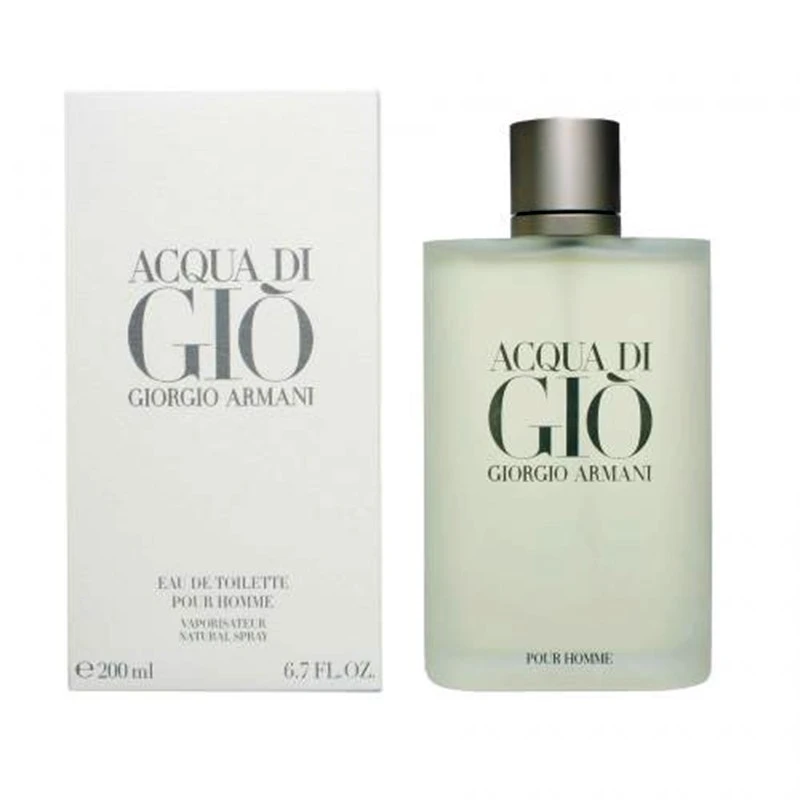 ACQUA DI
GIÒ
GIORGIO ARMANI
EAU DE TOILETTE
POUR HOMME
VAPORISATEUR
NATURAL SPRAY
℮ 200 ml 6.7 FL. OZ.
ACQUA DI
GIÒ
GIORGIO ARMANI
POUR HOMME